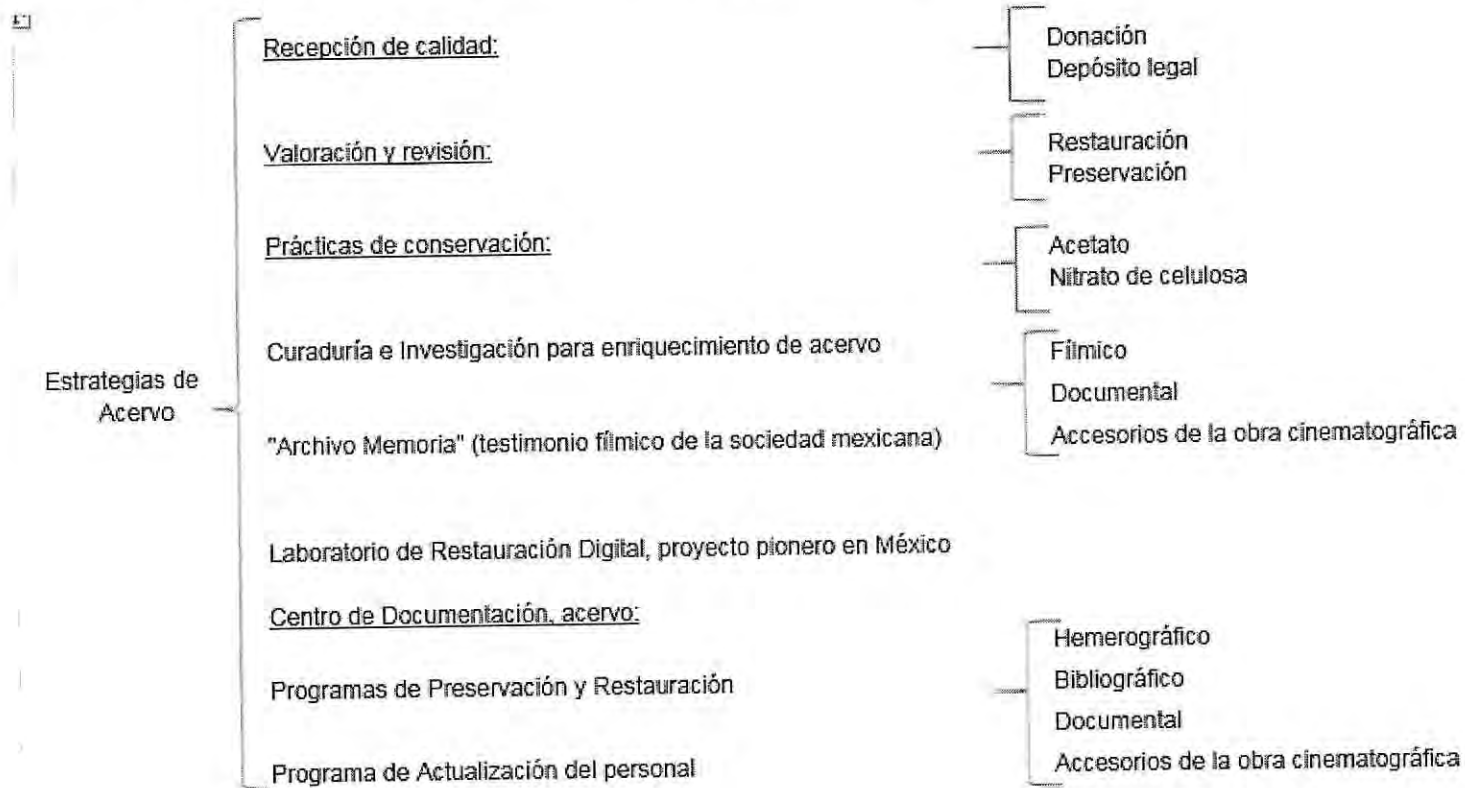 Estrategias de
Acervo
Recepción de calidad:
Donación
Depósito legal
Valoración y revisión:
Restauración
Preservación
Prácticas de conservación:
Acetato
Nitrato de celulosa
Curaduría e Investigación para enriquecimiento de acervo
Fílmico
Documental
Accesorios de la obra cinematográfica
"Archivo Memoria" (testimonio fílmico de la sociedad mexicana)
Laboratorio de Restauración Digital, proyecto pionero en México
Centro de Documentación, acervo:
Hemerográfico
Bibliográfico
Documental
Accesorios de la obra cinematográfica
Programas de Preservación y Restauración
Programa de Actualización del personal